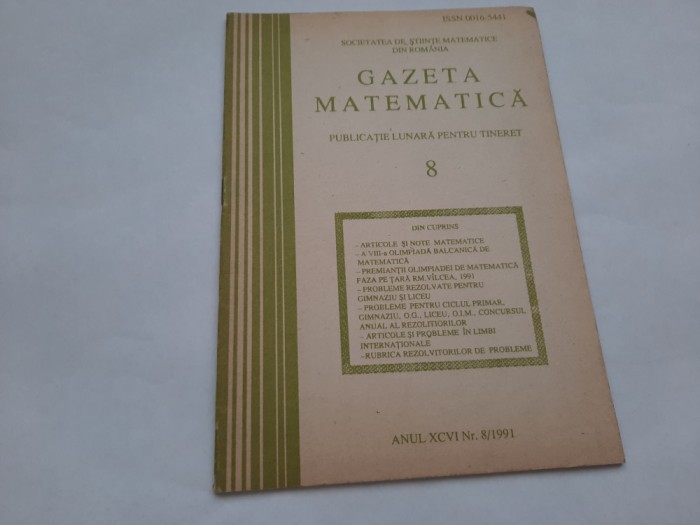 ISSN 0016-5441
SOCIETATEA DE ŞTIINŢE MATEMATICE
DIN ROMÂNIA
GAZETA
MATEMATICĂ
PUBLICAŢIE LUNARĂ PENTRU TINERET
8
DIN CUPRINS
- ARTICOLE ŞI NOTE MATEMATICE
- A VIII-a OLIMPIADĂ BALCANICĂ DE
MATEMATICĂ
- PREMIANŢII OLIMPIADEI DE MATEMATICĂ
FAZA PE ŢARĂ RM.VÎLCEA, 1991
- PROBLEME REZOLVATE PENTRU
GIMNAZIU ŞI LICEU
- PROBLEME PENTRU CICLUL PRIMAR,
GIMNAZIU, O.G., LICEU, O.I.M., CONCURSUL
ANUAL AL REZOLITIORILOR
- ARTICOLE ŞI PROBLEME ÎN LIMBI
INTERNAŢIONALE
-RUBRICA REZOLVITORILOR DE PROBLEME
ANUL XCVI Nr. 8/1991